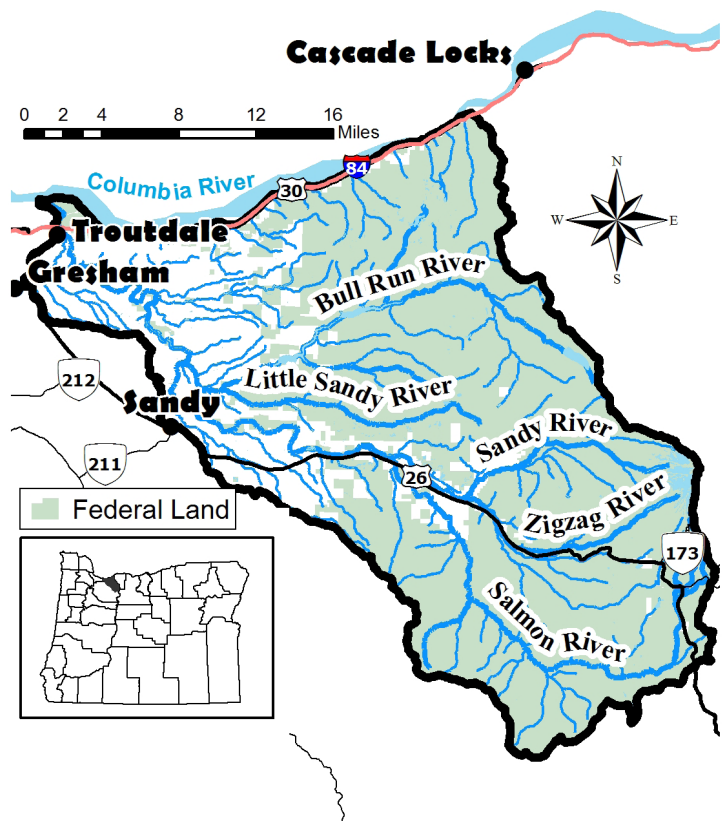 Cascade Locks
0 2 4 8 12 16
Miles
N
W E
S
Columbia River
84
30
Troutdale
Gresham
Bull Run River
212
Little Sandy River
Sandy
Sandy River
211
26
Federal Land
Zigzag River
173
Salmon River